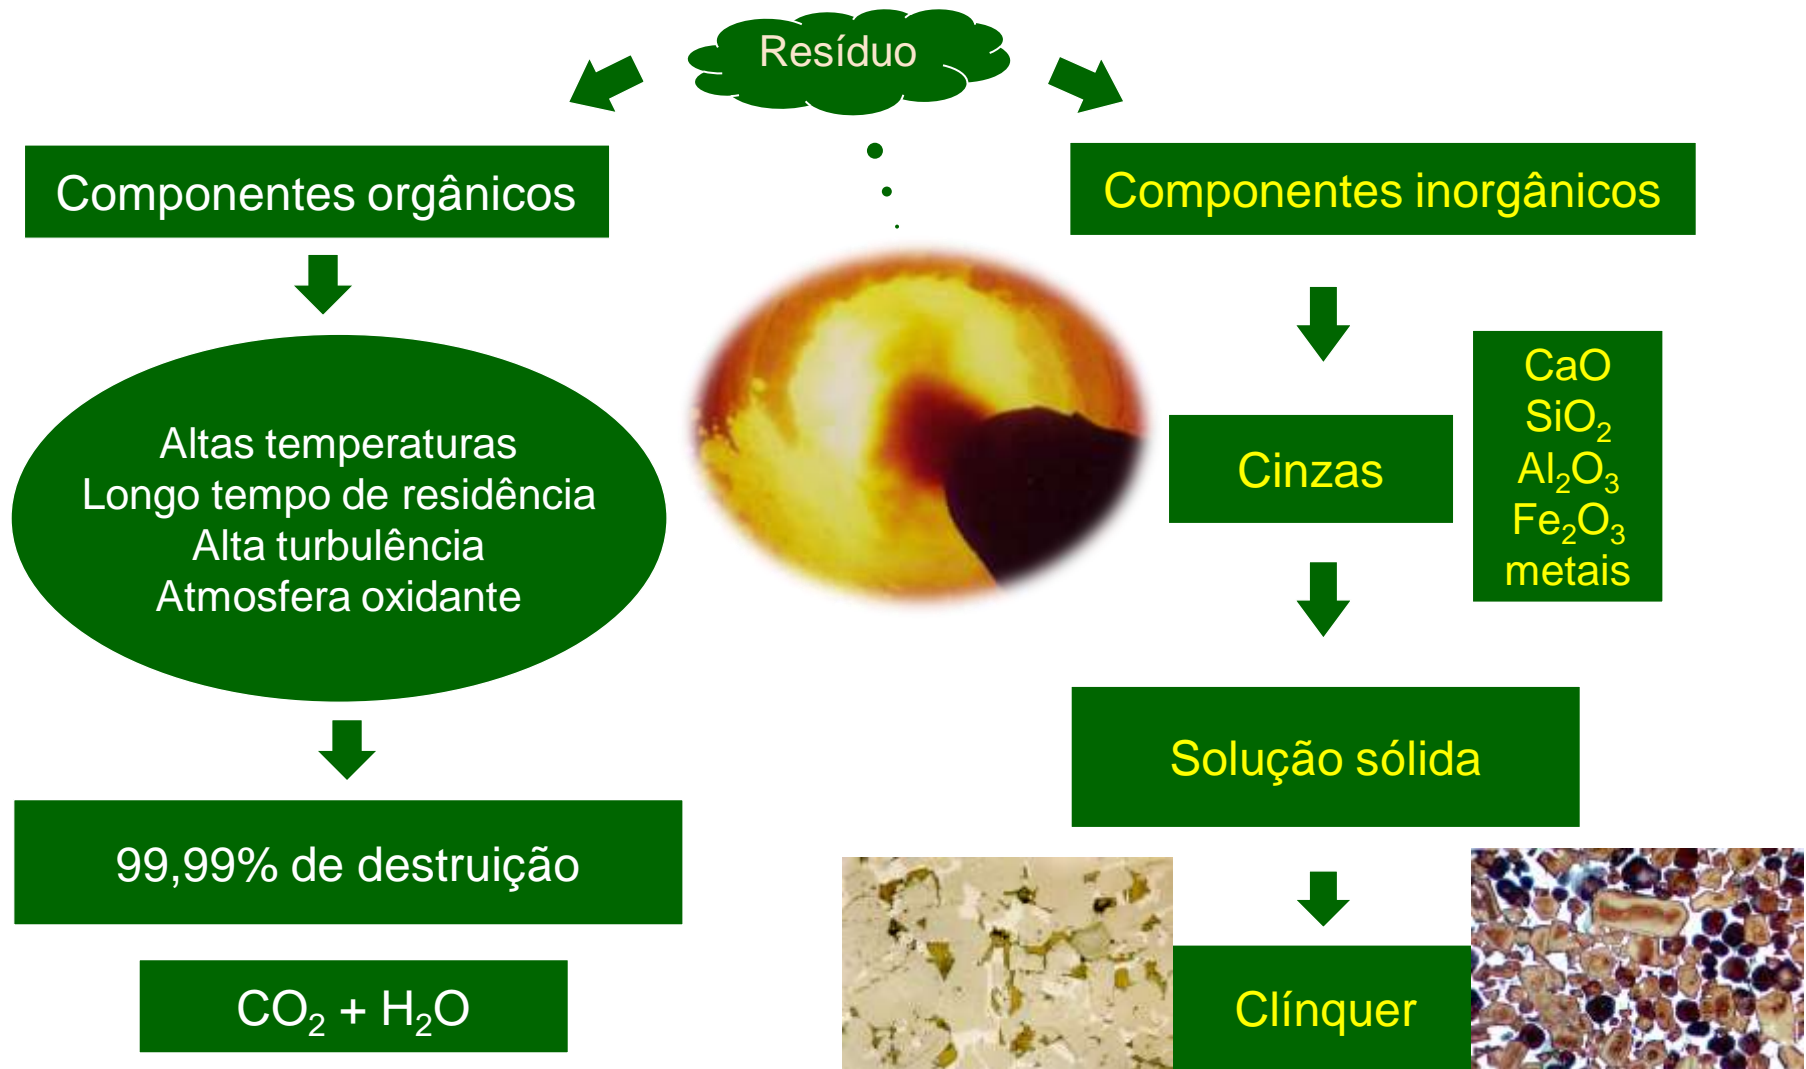 Resíduo
Componentes orgânicos
Altas temperaturas
Longo tempo de residência
Alta turbulência
Atmosfera oxidante
99,99% de destruição
CO₂ + H₂O
Componentes inorgânicos
Cinzas
CaO
SiO₂
Al₂O₃
Fe₂O₃
metais
Solução sólida
Clínquer